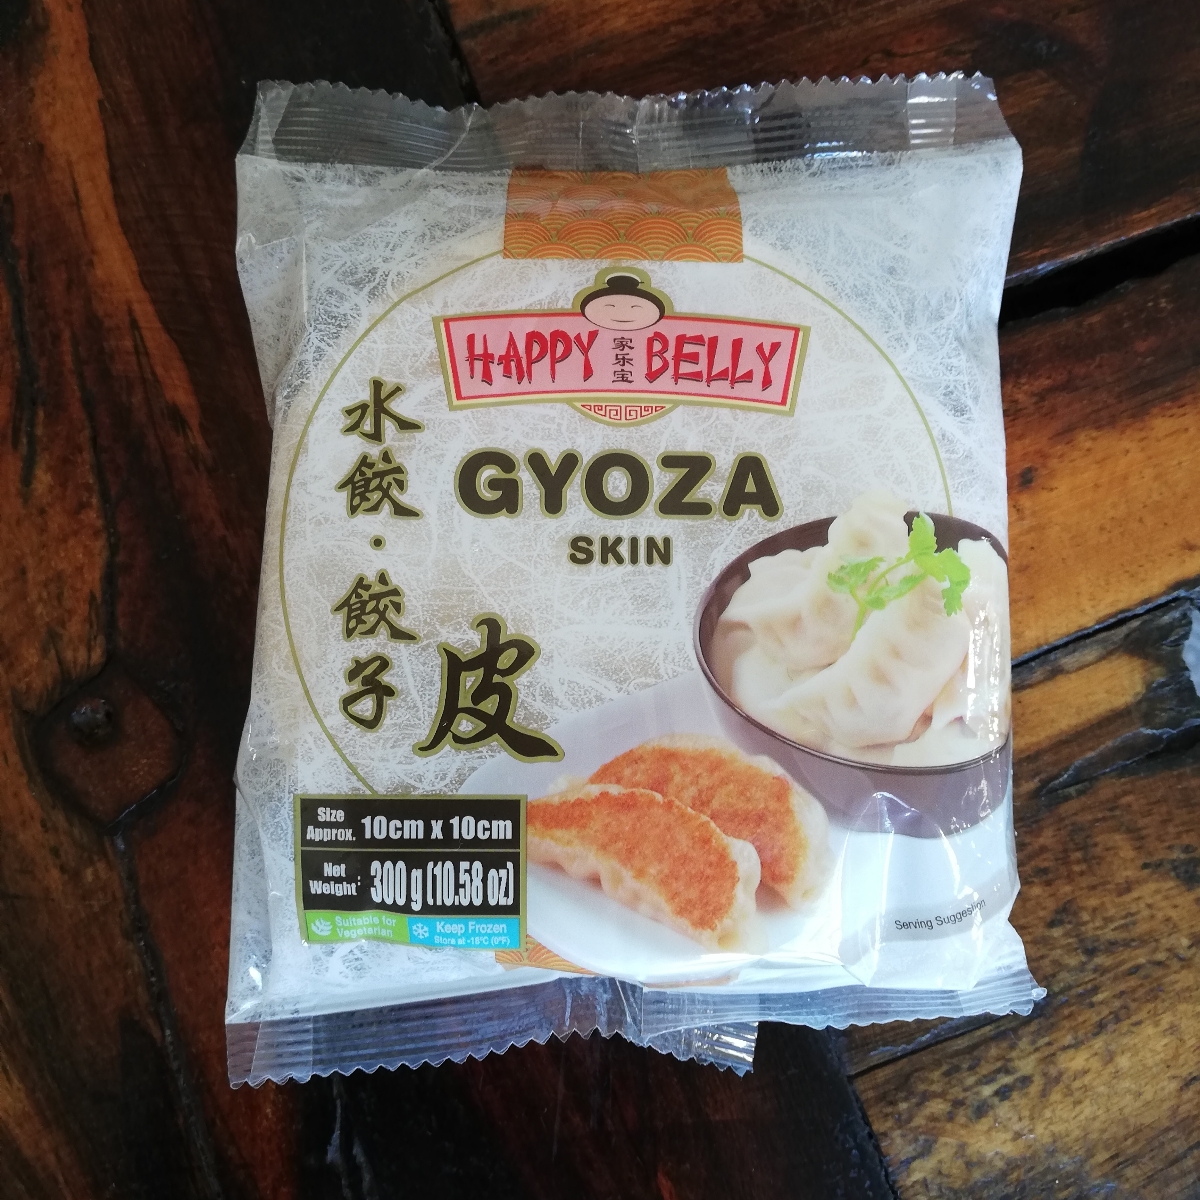 HAPPY 家乐宝 BELLY
GYOZA
SKIN
水餃・餃子
皮
Size Approx. 10cm x 10cm
Net Weight: 300 g (10.58 oz)
Suitable for Vegetarian
Keep Frozen
Store at -18°C (0°F)
Serving Suggestion